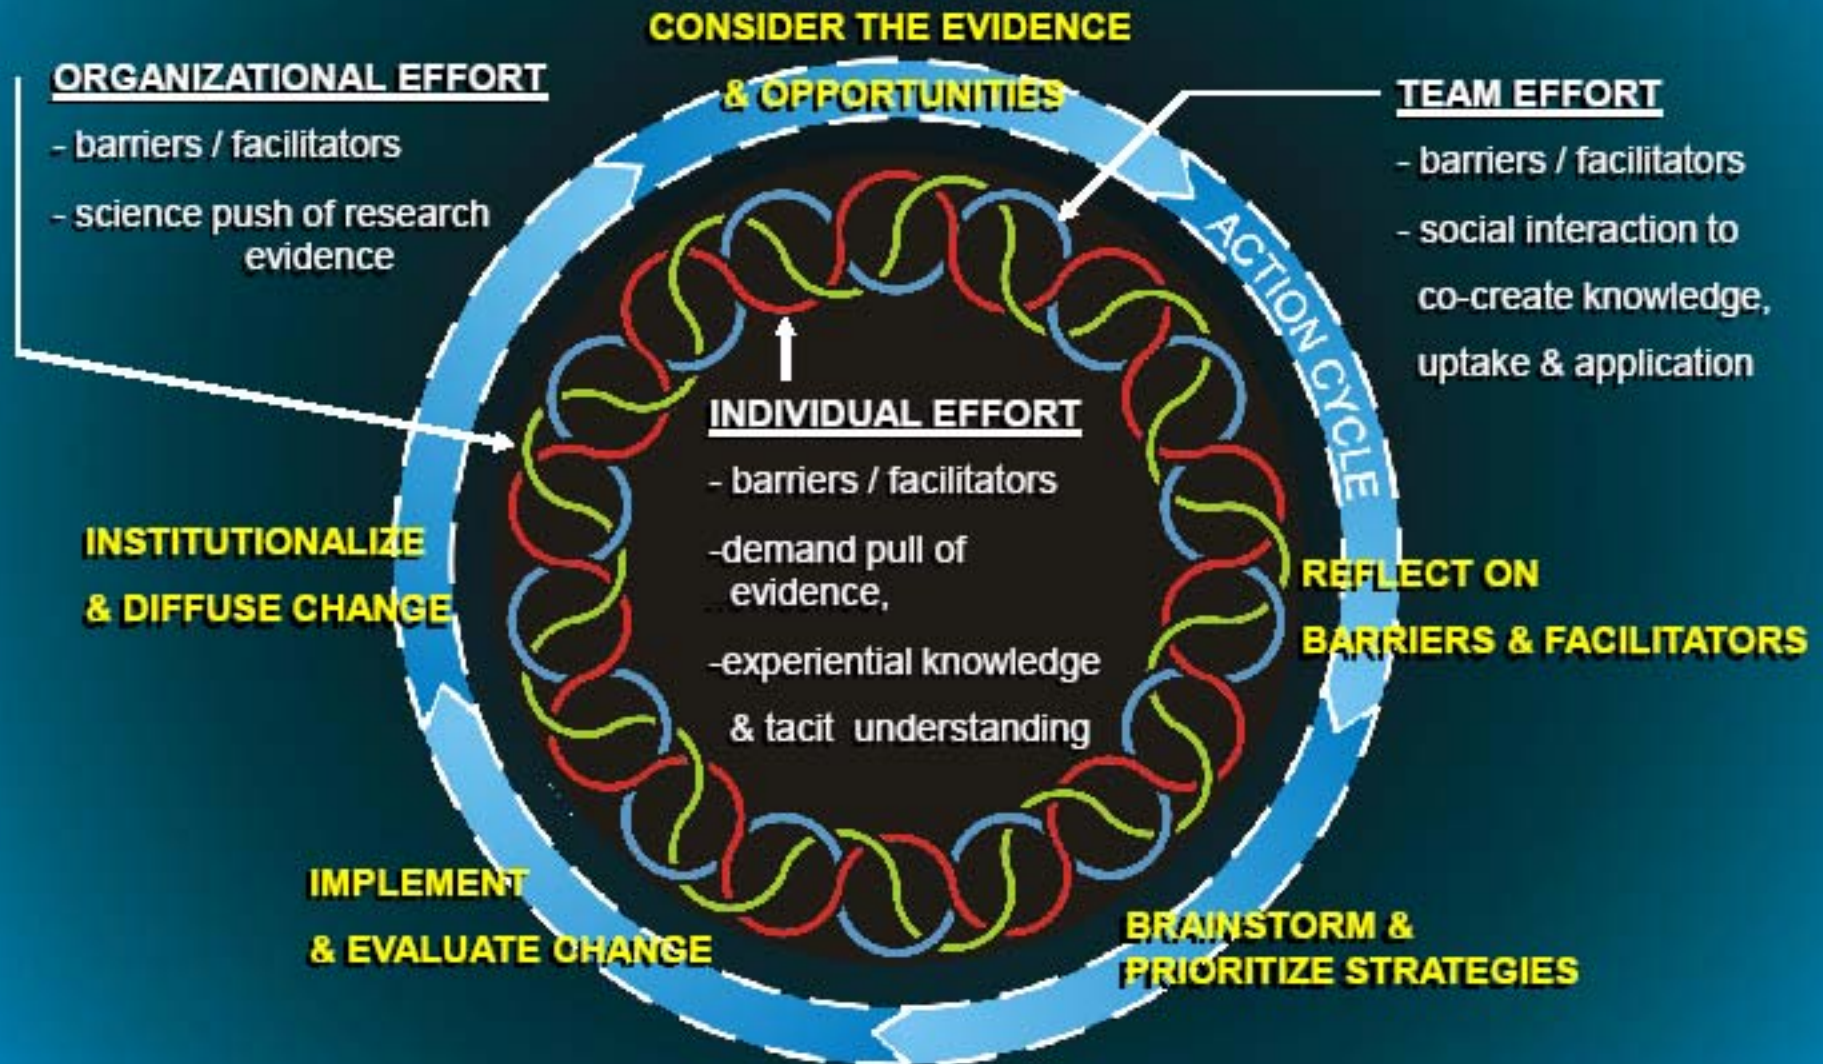 CONSIDER THE EVIDENCE
& OPPORTUNITIES
ORGANIZATIONAL EFFORT
- barriers / facilitators
- science push of research
evidence
TEAM EFFORT
- barriers / facilitators
- social interaction to
co-create knowledge,
uptake & application
ACTION CYCLE
INDIVIDUAL EFFORT
- barriers / facilitators
-demand pull of
evidence,
-experiential knowledge
& tacit understanding
REFLECT ON
BARRIERS & FACILITATORS
BRAINSTORM &
PRIORITIZE STRATEGIES
IMPLEMENT
& EVALUATE CHANGE
INSTITUTIONALIZE
& DIFFUSE CHANGE